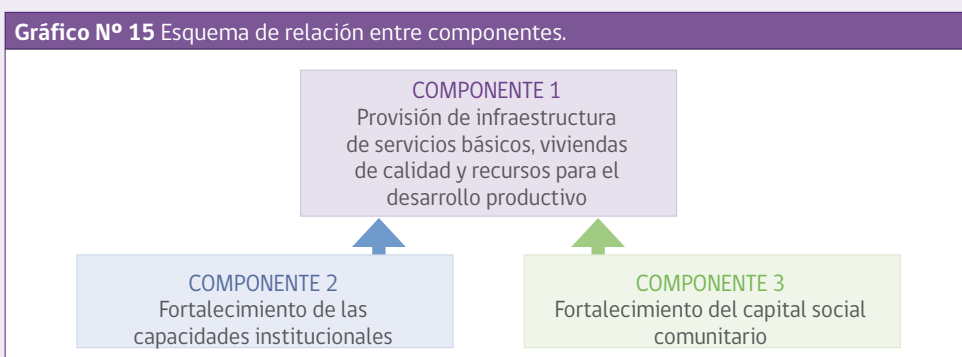 Gráfico Nº 15 Esquema de relación entre componentes.
COMPONENTE 1
Provisión de infraestructura
de servicios básicos, viviendas
de calidad y recursos para el
desarrollo productivo
COMPONENTE 2
Fortalecimiento de las
capacidades institucionales
COMPONENTE 3
Fortalecimiento del capital social
comunitario